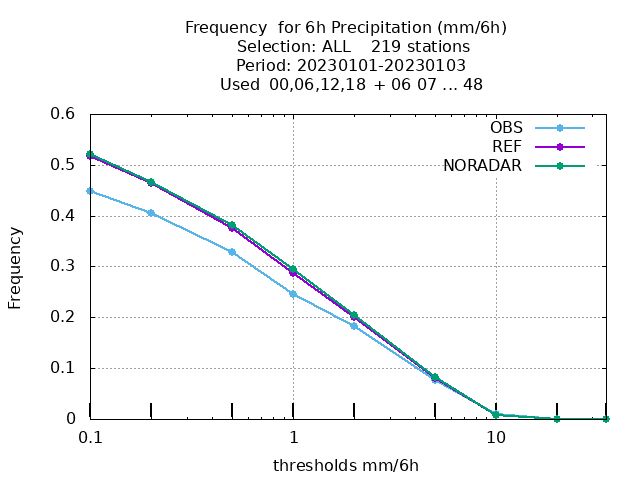 Frequency  for 6h Precipitation (mm/6h)
Selection: ALL    219 stations
Period: 20230101-20230103
Used  00,06,12,18  + 06 07 ... 48
0.6
0.5
0.4
0.3
0.2
0.1
0
Frequency
OBS
REF
NORADAR
0.1
1
10
thresholds mm/6h